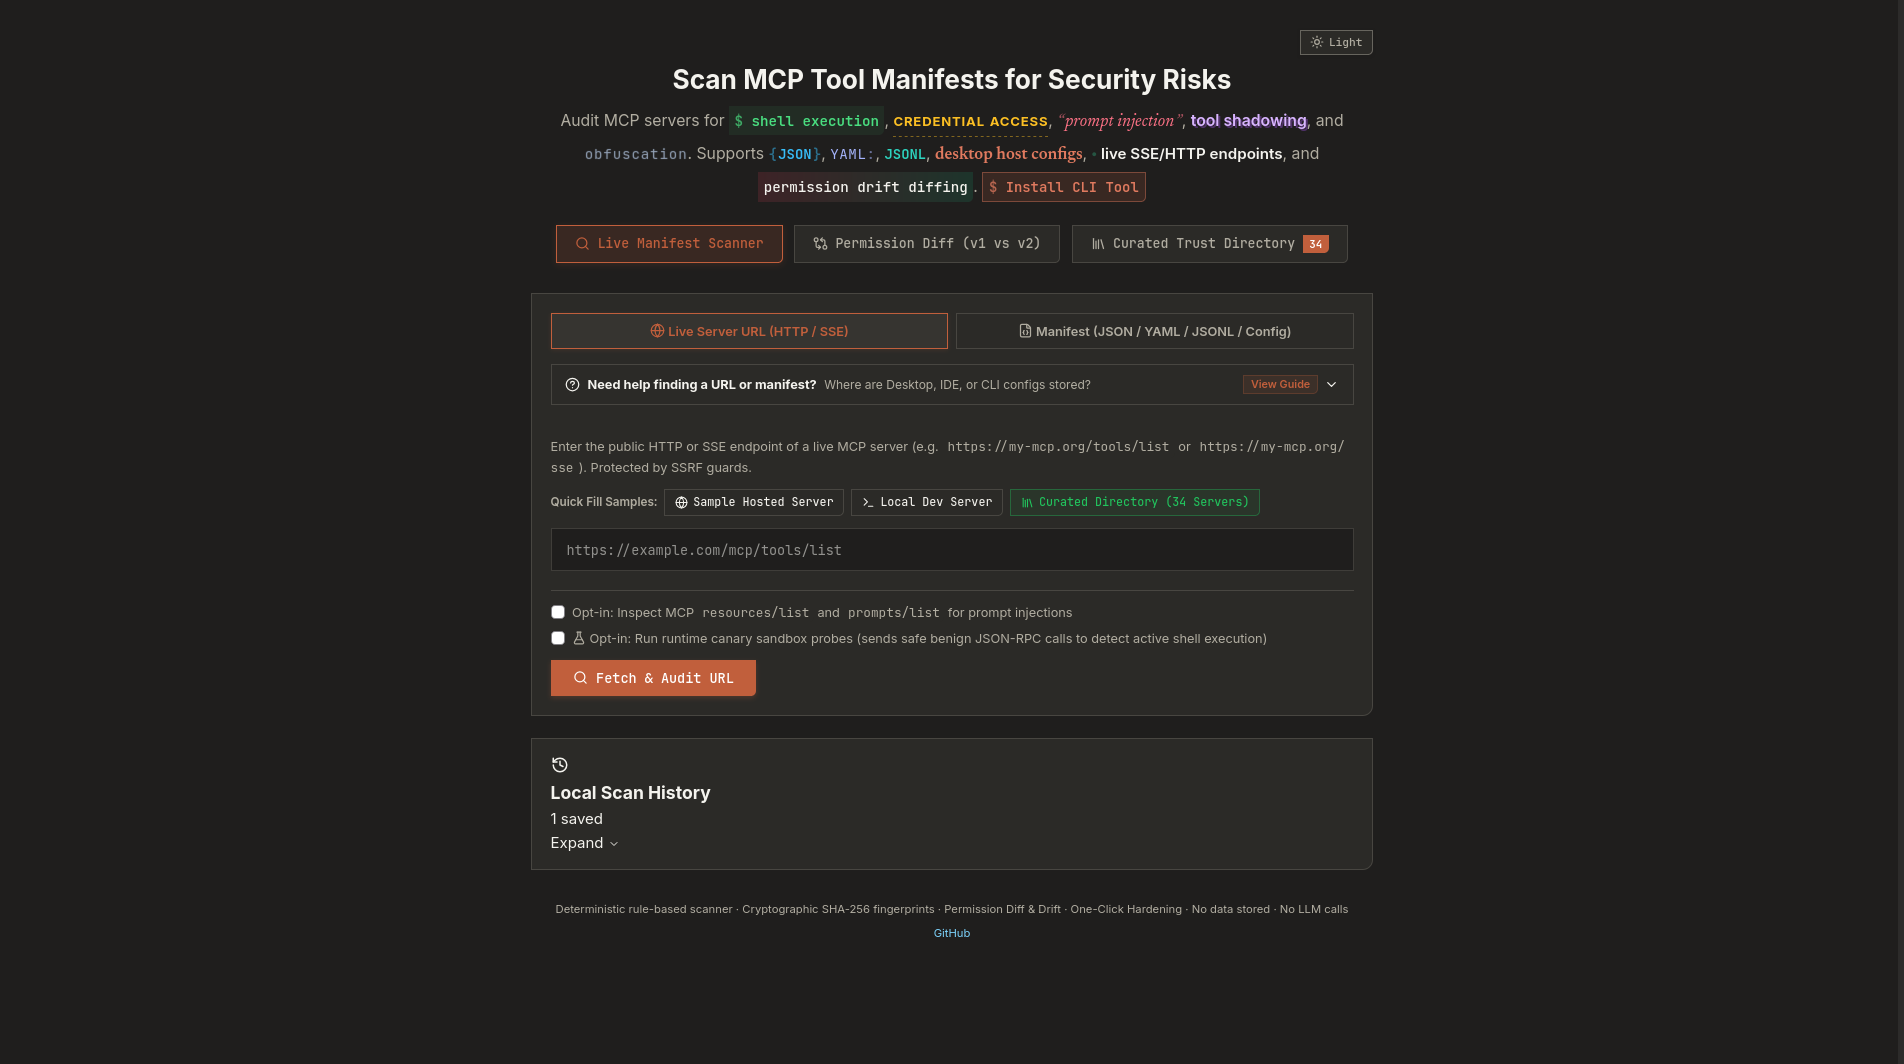 Light
Scan MCP Tool Manifests for Security Risks
Audit MCP servers for $ shell execution, CREDENTIAL ACCESS, “prompt injection”, tool shadowing, and
obfuscation. Supports {JSON}, YAML:, JSONL, desktop host configs, • live SSE/HTTP endpoints, and
permission drift diffing. $ Install CLI Tool
Live Manifest Scanner
Permission Diff (v1 vs v2)
Curated Trust Directory 34
Live Server URL (HTTP / SSE)
Manifest (JSON / YAML / JSONL / Config)
Need help finding a URL or manifest? Where are Desktop, IDE, or CLI configs stored?
View Guide
Enter the public HTTP or SSE endpoint of a live MCP server (e.g. https://my-mcp.org/tools/list or https://my-mcp.org/
sse ). Protected by SSRF guards.
Quick Fill Samples: Sample Hosted Server Local Dev Server Curated Directory (34 Servers)
https://example.com/mcp/tools/list
Opt-in: Inspect MCP resources/list and prompts/list for prompt injections
Opt-in: Run runtime canary sandbox probes (sends safe benign JSON-RPC calls to detect active shell execution)
Fetch & Audit URL
Local Scan History
1 saved
Expand
Deterministic rule-based scanner · Cryptographic SHA-256 fingerprints · Permission Diff & Drift · One-Click Hardening · No data stored · No LLM calls
GitHub